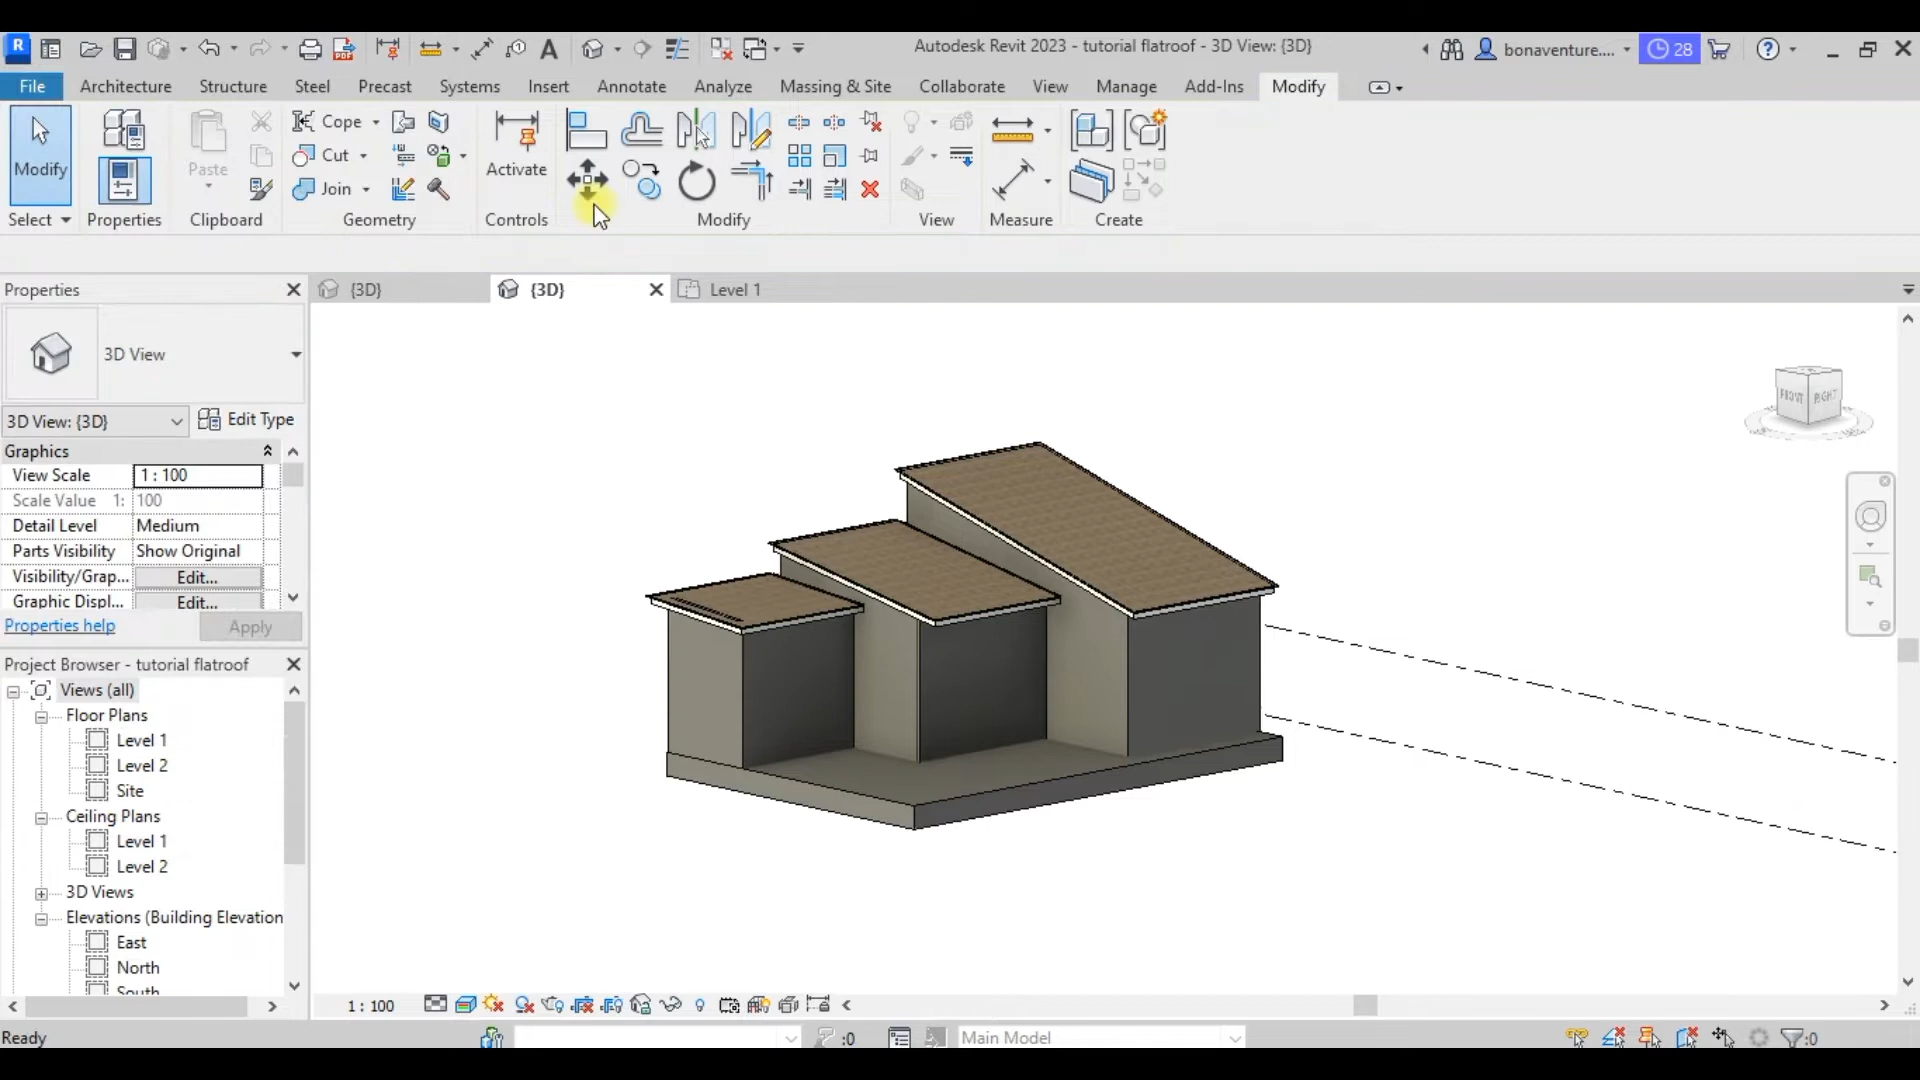 R Autodesk Revit 2023 - tutorial flatroof - 3D View: {3D} bonaventure.... 28
File Architecture Structure Steel Precast Systems Insert Annotate Analyze Massing & Site Collaborate View Manage Add-Ins Modify
Modify Paste Cope Cut Join Activate
Select Properties Clipboard Geometry Controls Modify View Measure Create
Properties {3D} {3D} Level 1
3D View
3D View: {3D} Edit Type
Graphics
View Scale 1 : 100
Scale Value 1: 100
Detail Level Medium
Parts Visibility Show Original
Visibility/Grap... Edit...
Graphic Displ... Edit...
Properties help Apply
FRONT RIGHT
Project Browser - tutorial flatroof
Views (all)
Floor Plans
Level 1
Level 2
Site
Ceiling Plans
Level 1
Level 2
3D Views
Elevations (Building Elevation
East
North
South
1 : 100
Ready :0 Main Model :0